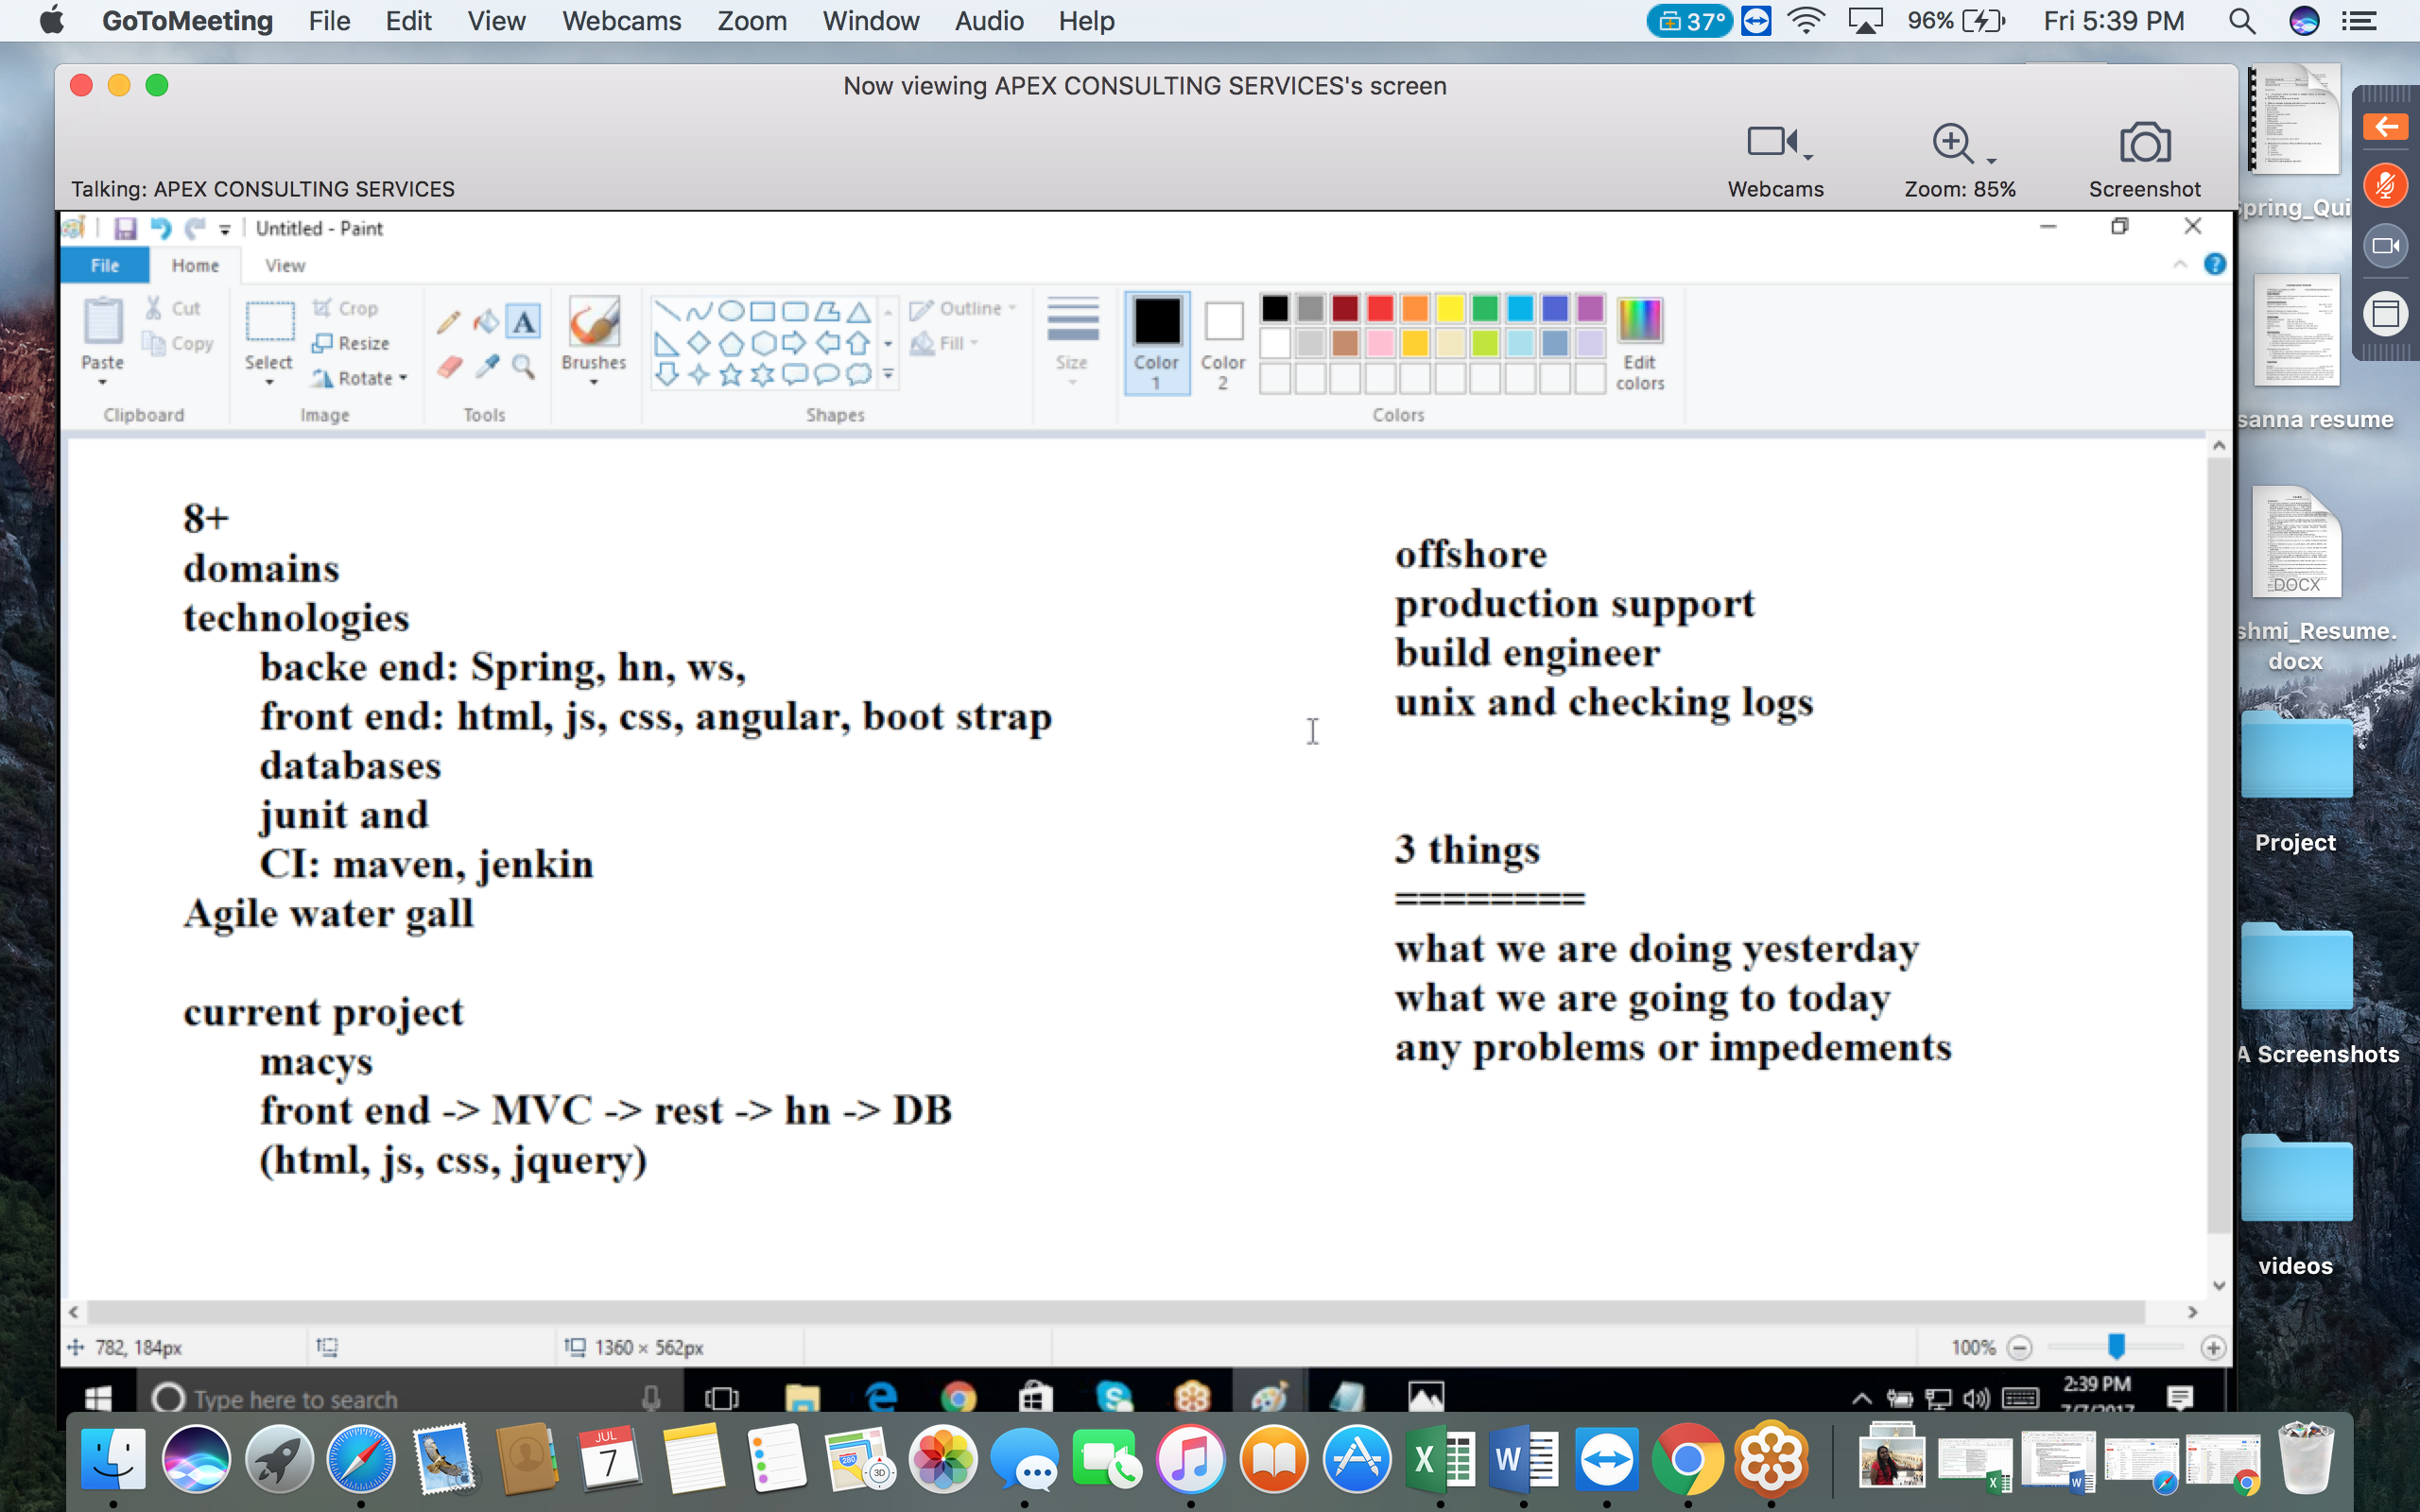 GoToMeeting File Edit View Webcams Zoom Window Audio Help 37° 96% Fri 5:39 PM
Now viewing APEX CONSULTING SERVICES's screen
Talking: APEX CONSULTING SERVICES
Webcams
Zoom: 85%
Screenshot
Untitled - Paint
File Home View
Paste
Cut
Copy
Clipboard
Select
Crop
Resize
Rotate
Image
A
Tools
Brushes
Outline
Fill
Shapes
Size
Color
1
Color
2
Edit
colors
Colors
8+
domains
technologies
backe end: Spring, hn, ws,
front end: html, js, css, angular, boot strap
databases
junit and
CI: maven, jenkin
Agile water gall
current project
macys
front end -> MVC -> rest -> hn -> DB
(html, js, css, jquery)
offshore
production support
build engineer
unix and checking logs
3 things
========
what we are doing yesterday
what we are going to today
any problems or impedements
782, 184px
1360 × 562px
100%
Type here to search
2:39 PM
7/7/2017
pring_Qui
sanna resume
DOCX
shmi_Resume.
docx
Project
A Screenshots
videos
JUL
7
280
3D